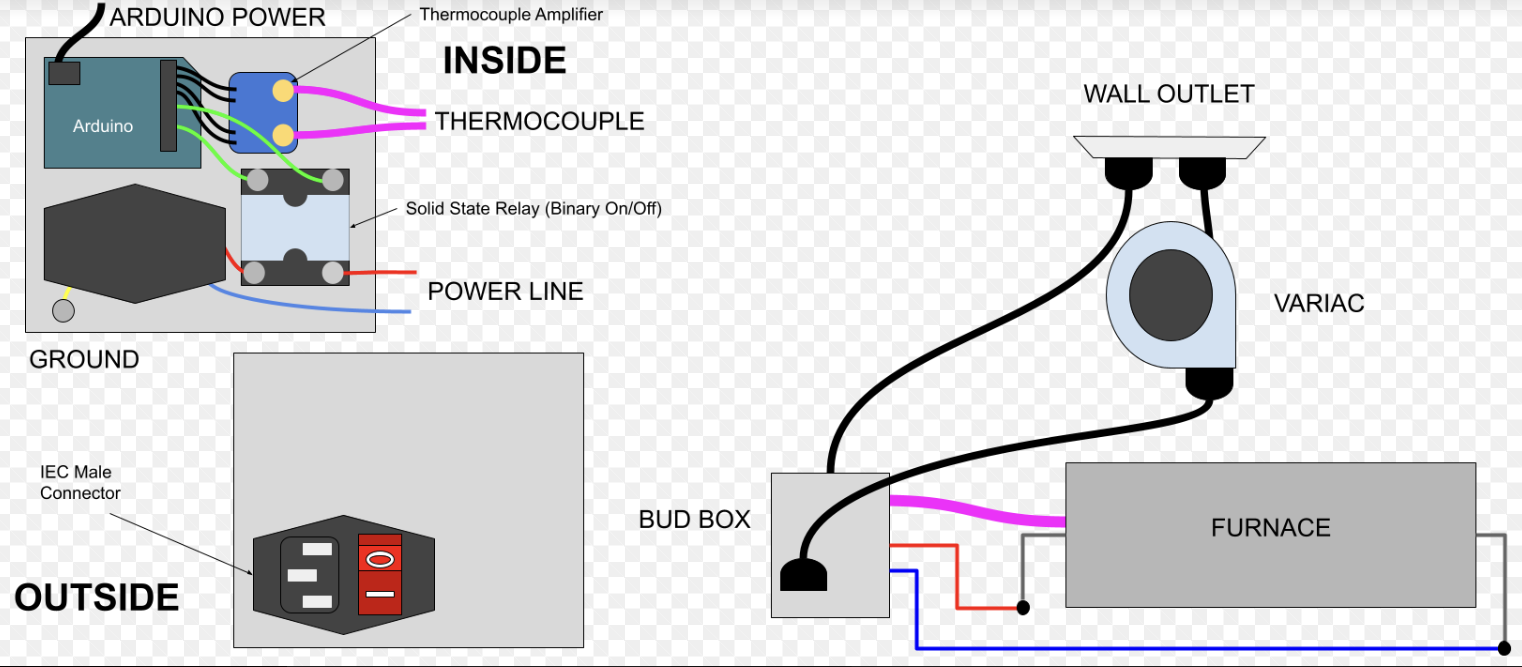 ARDUINO POWER
Thermocouple Amplifier
INSIDE
Arduino
THERMOCOUPLE
Solid State Relay (Binary On/Off)
POWER LINE
GROUND
IEC Male
Connector
OUTSIDE
WALL OUTLET
VARIAC
BUD BOX
FURNACE